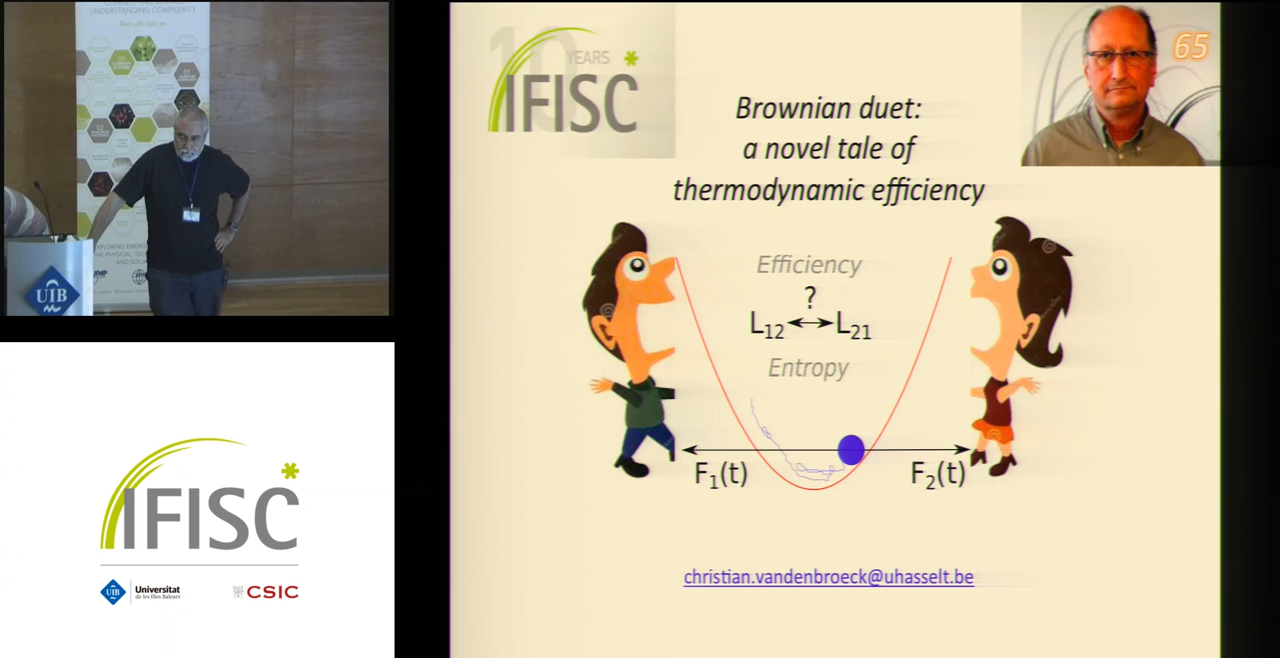 UNDERSTANDING COMPLEXITY
UIB
IFISC
UIB
Universitat
de les Illes Balears
CSIC
10
YEARS
IFISC
65
Brownian duet:
a novel tale of
thermodynamic efficiency
Efficiency
?
L12 ↔ L21
Entropy
F1(t)
F2(t)
christian.vandenbroeck@uhasselt.be